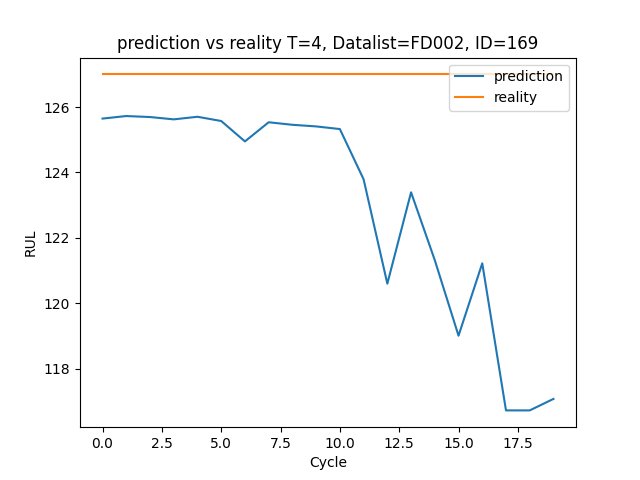 prediction vs reality T=4, Datalist=FD002, ID=169
prediction
reality
126
124
122
120
118
RUL
0.0 2.5 5.0 7.5 10.0 12.5 15.0 17.5
Cycle